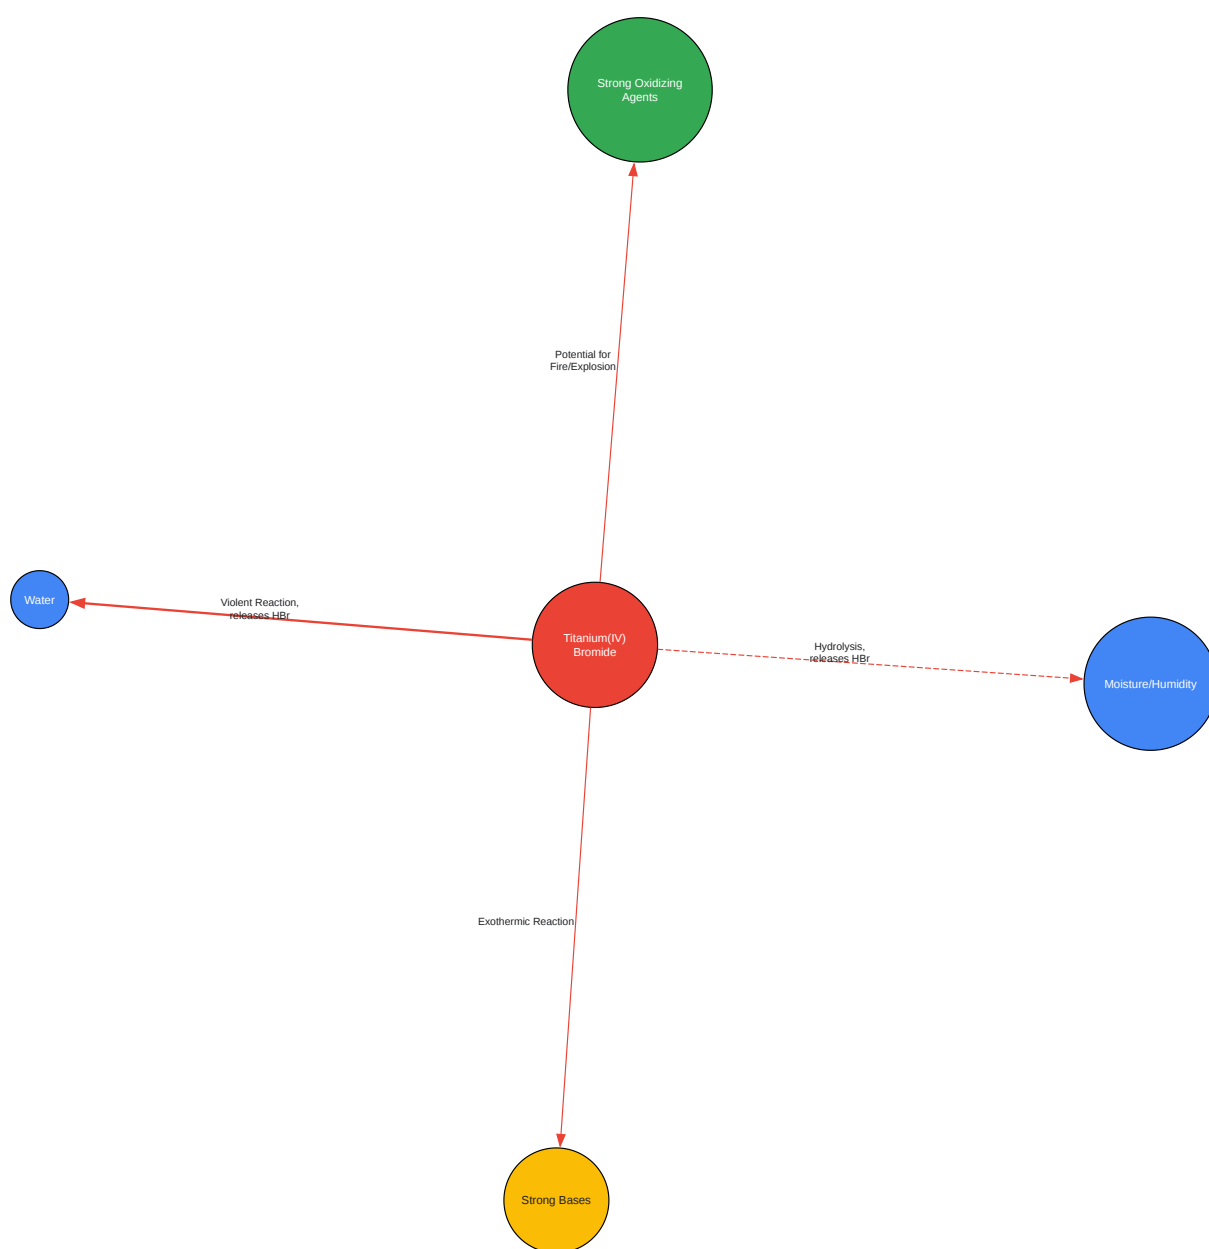 Strong Oxidizing
Agents
Potential for
Fire/Explosion
Water
Violent Reaction,
releases HBr
Titanium(IV)
Bromide
Hydrolysis,
releases HBr
Moisture/Humidity
Exothermic Reaction
Strong Bases